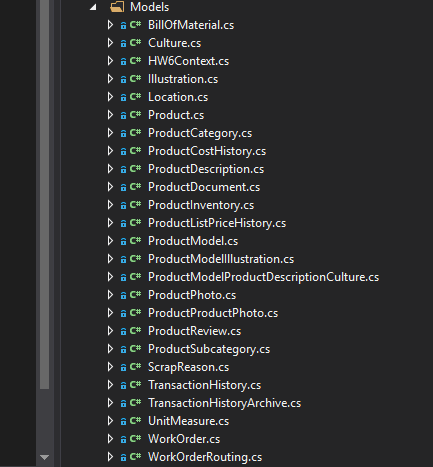 Models
C# BillOfMaterial.cs
C# Culture.cs
C# HW6Context.cs
C# Illustration.cs
C# Location.cs
C# Product.cs
C# ProductCategory.cs
C# ProductCostHistory.cs
C# ProductDescription.cs
C# ProductDocument.cs
C# ProductInventory.cs
C# ProductListPriceHistory.cs
C# ProductModel.cs
C# ProductModelIllustration.cs
C# ProductModelProductDescriptionCulture.cs
C# ProductPhoto.cs
C# ProductProductPhoto.cs
C# ProductReview.cs
C# ProductSubcategory.cs
C# ScrapReason.cs
C# TransactionHistory.cs
C# TransactionHistoryArchive.cs
C# UnitMeasure.cs
C# WorkOrder.cs
C# WorkOrderRouting.cs